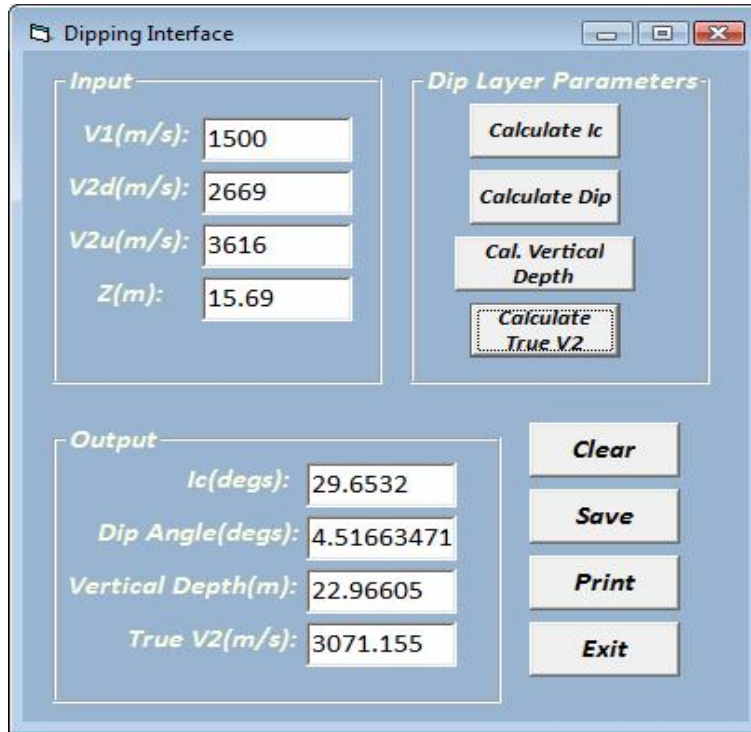 Dipping Interface
Input
V1(m/s): 1500
V2d(m/s): 2669
V2u(m/s): 3616
Z(m): 15.69
Dip Layer Parameters
Calculate Ic
Calculate Dip
Cal. Vertical
Depth
Calculate
True V2
Output
Ic(degs): 29.6532
Dip Angle(degs): 4.51663471
Vertical Depth(m): 22.96605
True V2(m/s): 3071.155
Clear
Save
Print
Exit